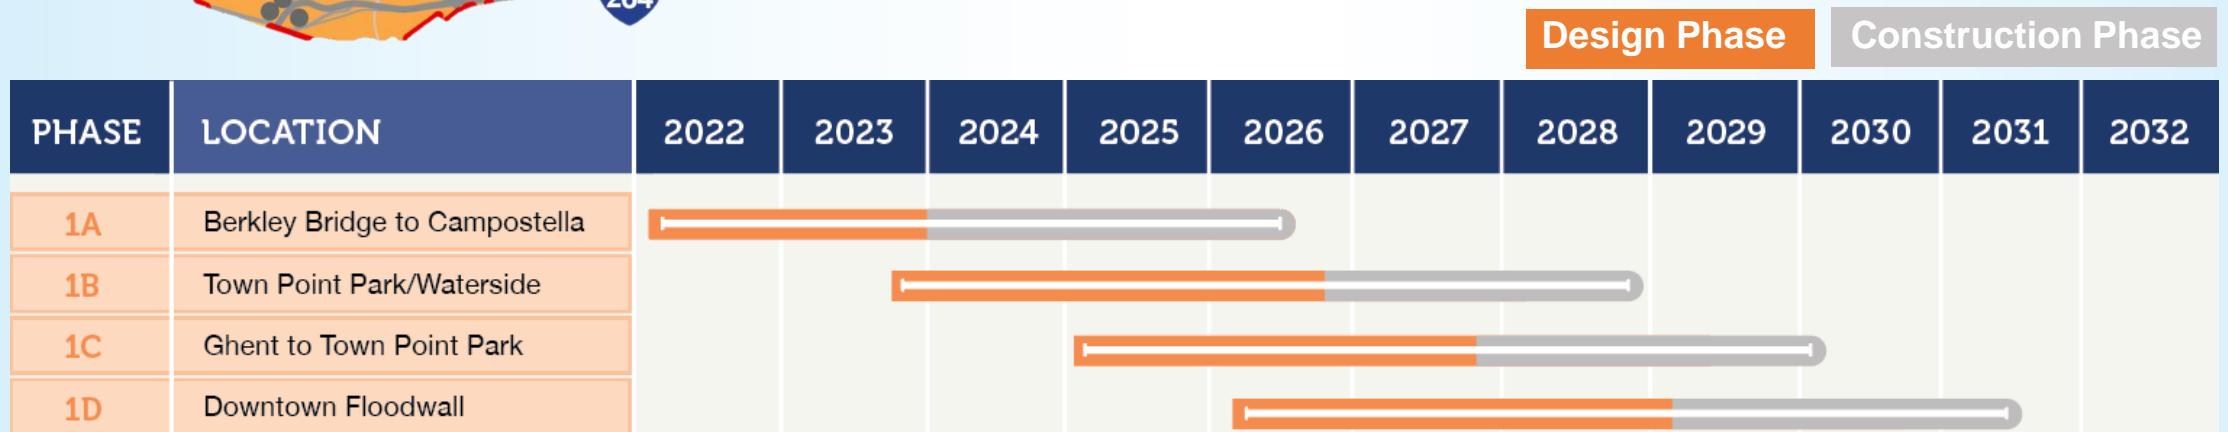 264
Design Phase Construction Phase
PHASE LOCATION 2022 2023 2024 2025 2026 2027 2028 2029 2030 2031 2032
1A Berkley Bridge to Campostella
1B Town Point Park/Waterside
1C Ghent to Town Point Park
1D Downtown Floodwall